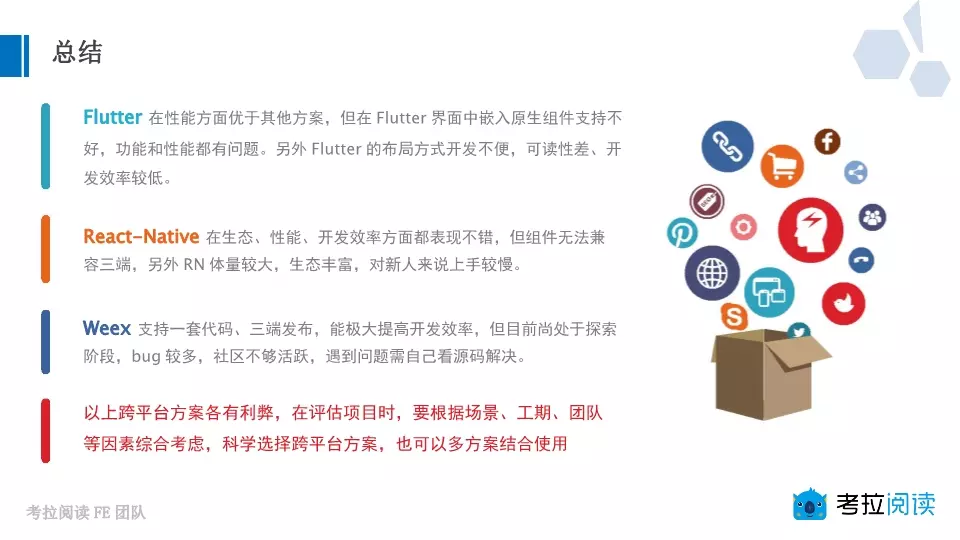 总结
Flutter 在性能方面优于其他方案，但在 Flutter 界面中嵌入原生组件支持不
好，功能和性能都有问题。另外 Flutter 的布局方式开发不便，可读性差、开
发效率较低。
React-Native 在生态、性能、开发效率方面都表现不错，但组件无法兼
容三端，另外 RN 体量较大，生态丰富，对新人来说上手较慢。
Weex 支持一套代码、三端发布，能极大提高开发效率，但目前尚处于探索
阶段，bug 较多，社区不够活跃，遇到问题需自己看源码解决。
以上跨平台方案各有利弊，在评估项目时，要根据场景、工期、团队
等因素综合考虑，科学选择跨平台方案，也可以多方案结合使用
考拉阅读 FE 团队
考拉阅读